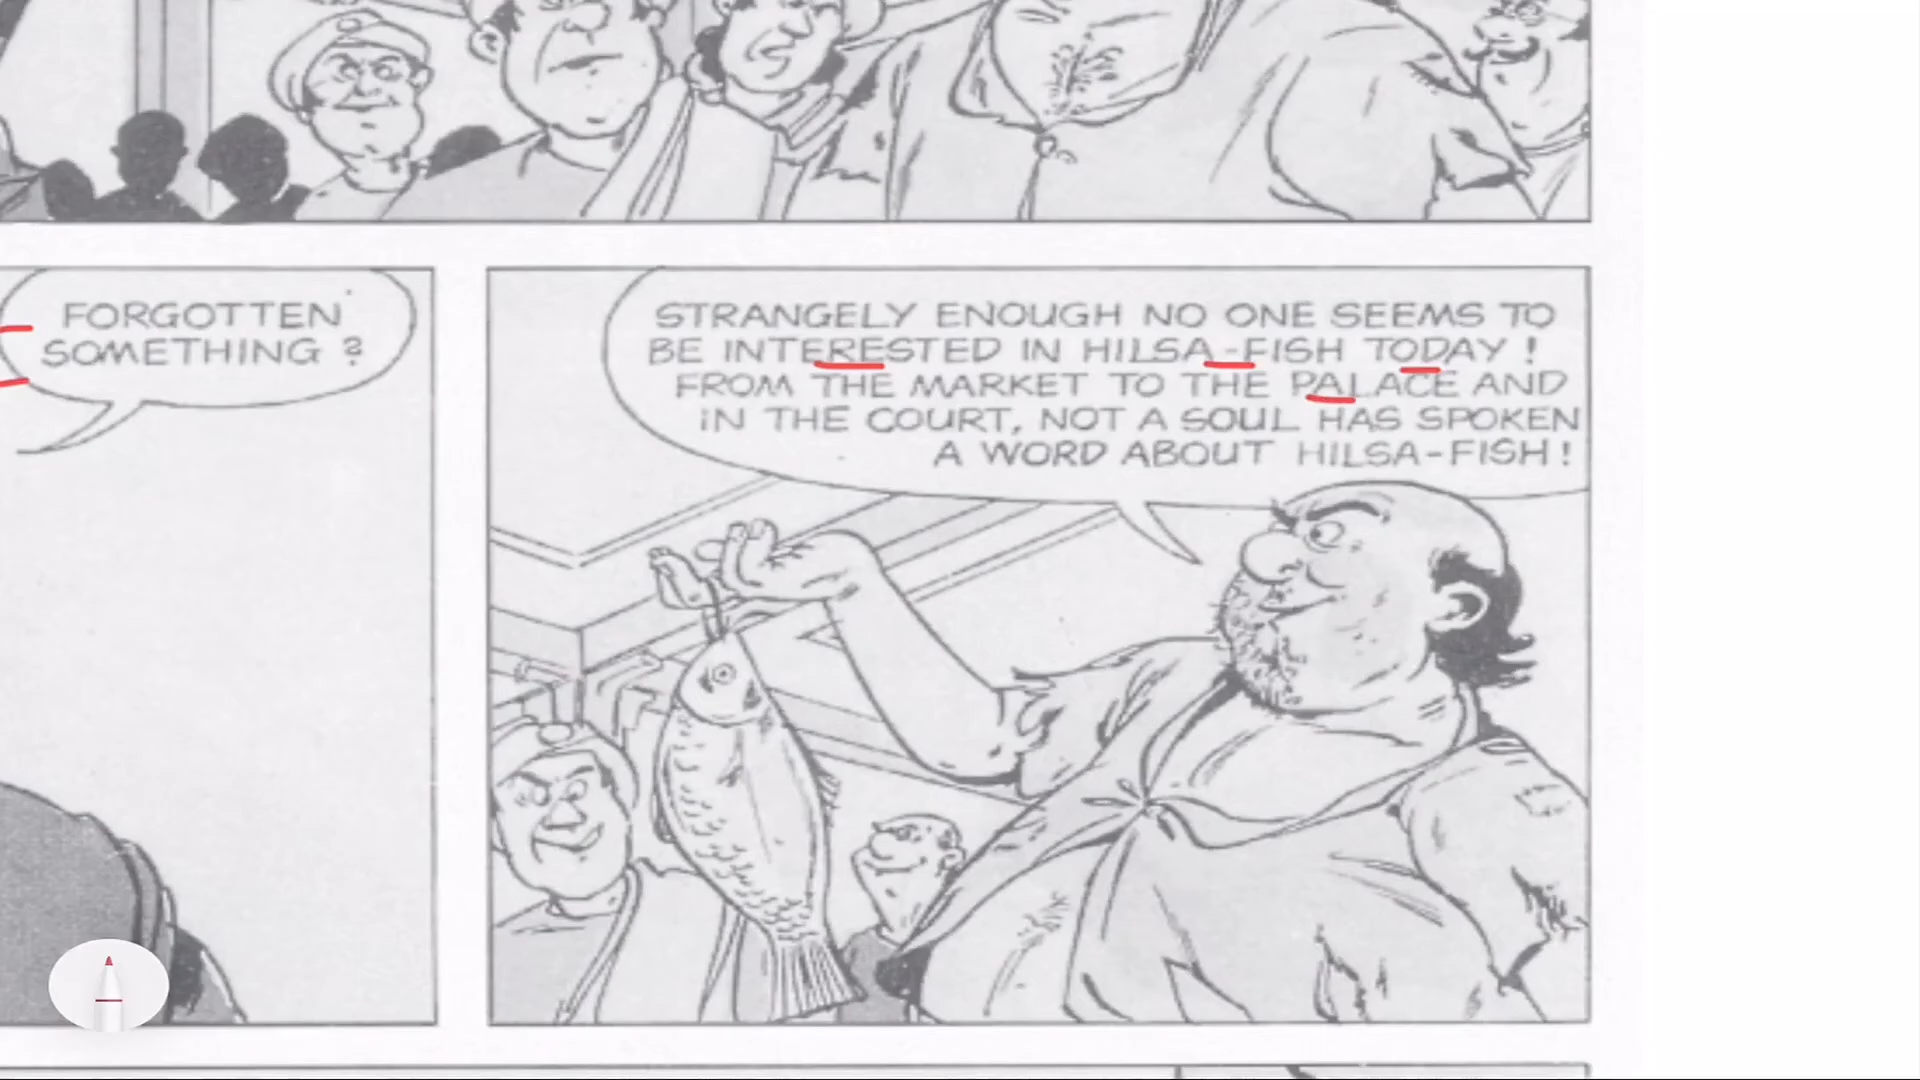 FORGOTTEN
SOMETHING ?
STRANGELY ENOUGH NO ONE SEEMS TO
BE INTERESTED IN HILSA-FISH TODAY !
FROM THE MARKET TO THE PALACE AND
IN THE COURT, NOT A SOUL HAS SPOKEN
A WORD ABOUT HILSA-FISH !